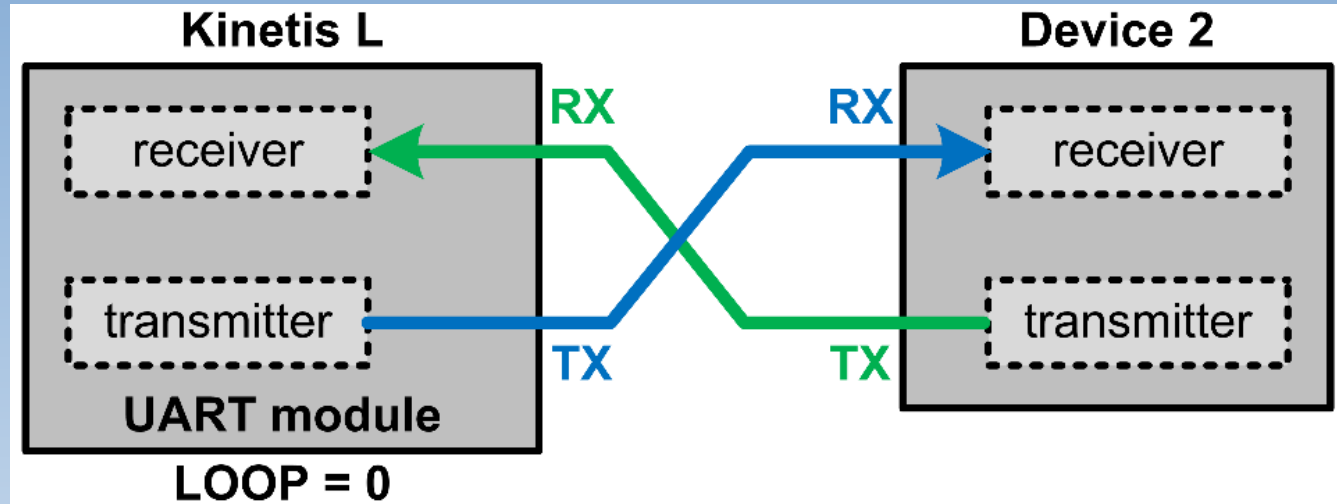 Kinetis L
Device 2
RX
RX
receiver
receiver
transmitter
transmitter
TX
TX
UART module
LOOP = 0